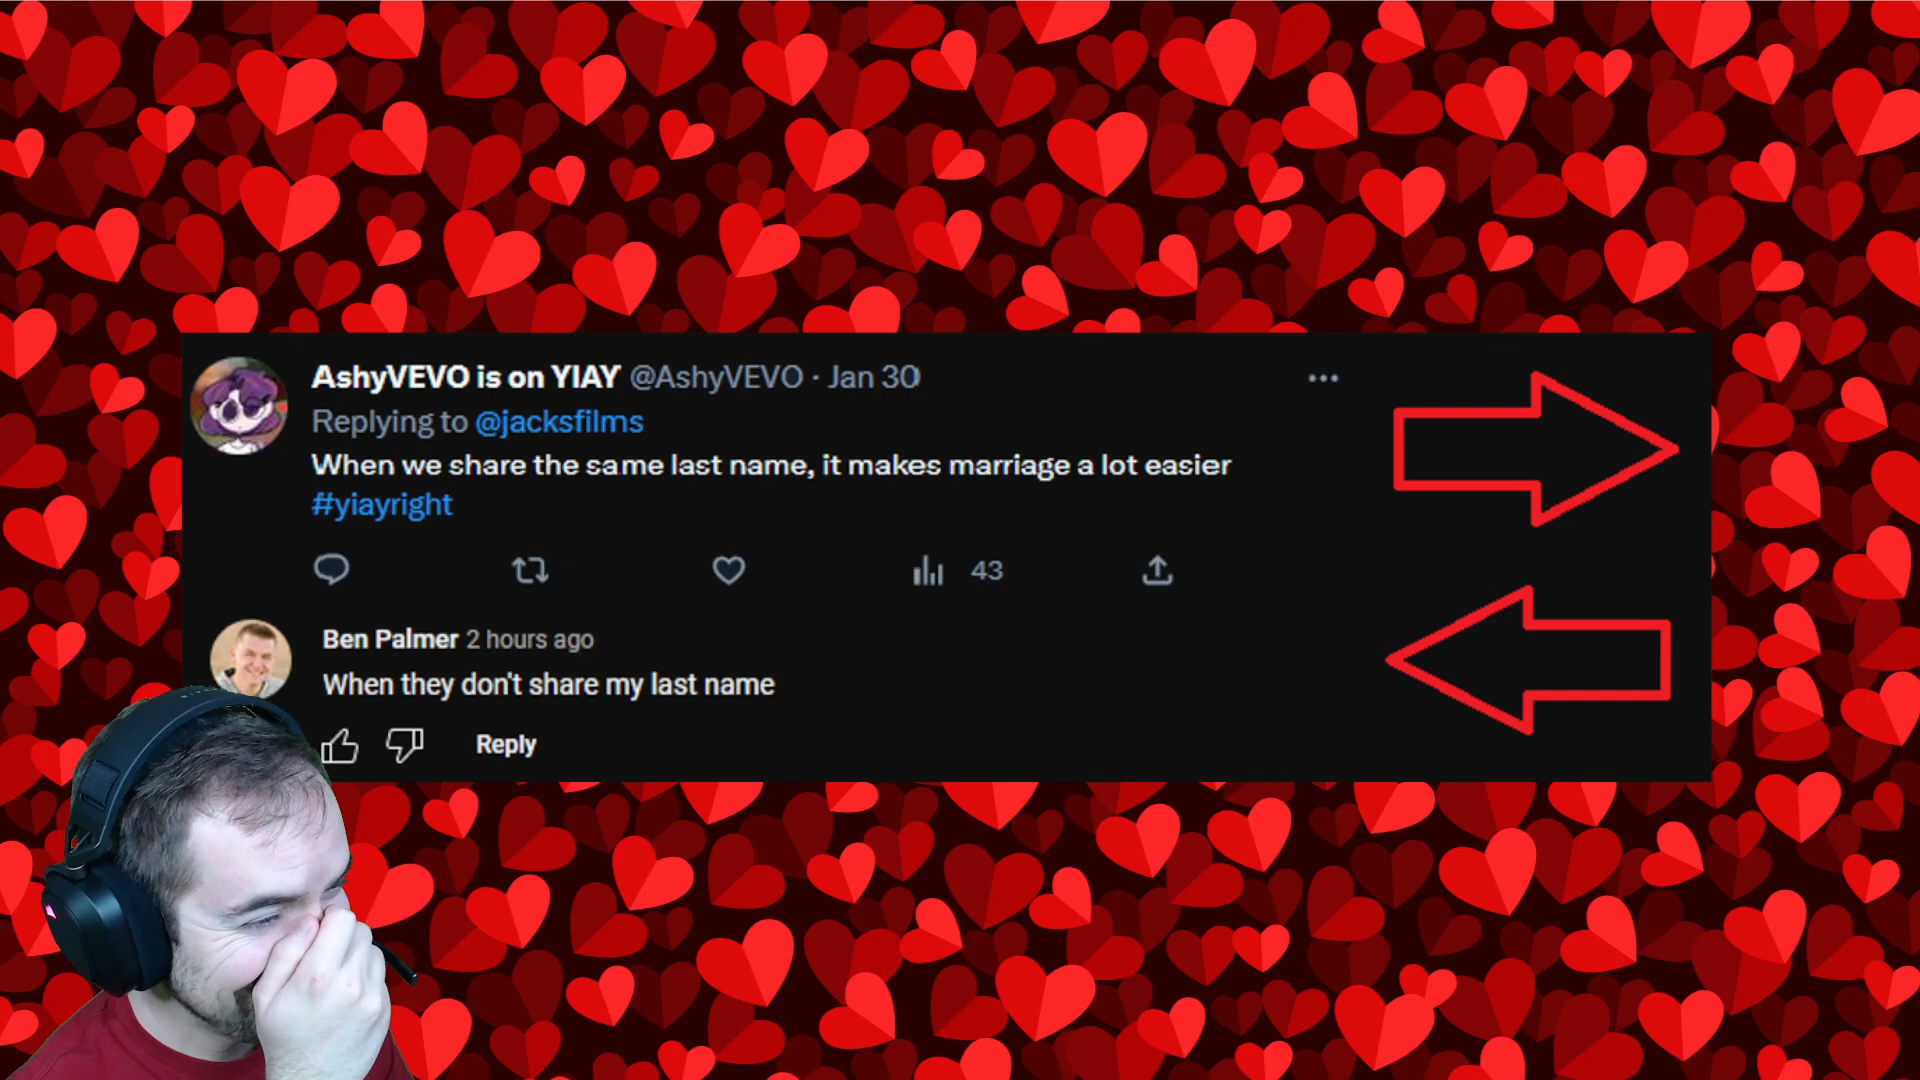 AshyVEVO is on YIAY @AshyVEVO · Jan 30
Replying to @jacksfilms
When we share the same last name, it makes marriage a lot easier
#yiayright
43
Ben Palmer 2 hours ago
When they don't share my last name
Reply